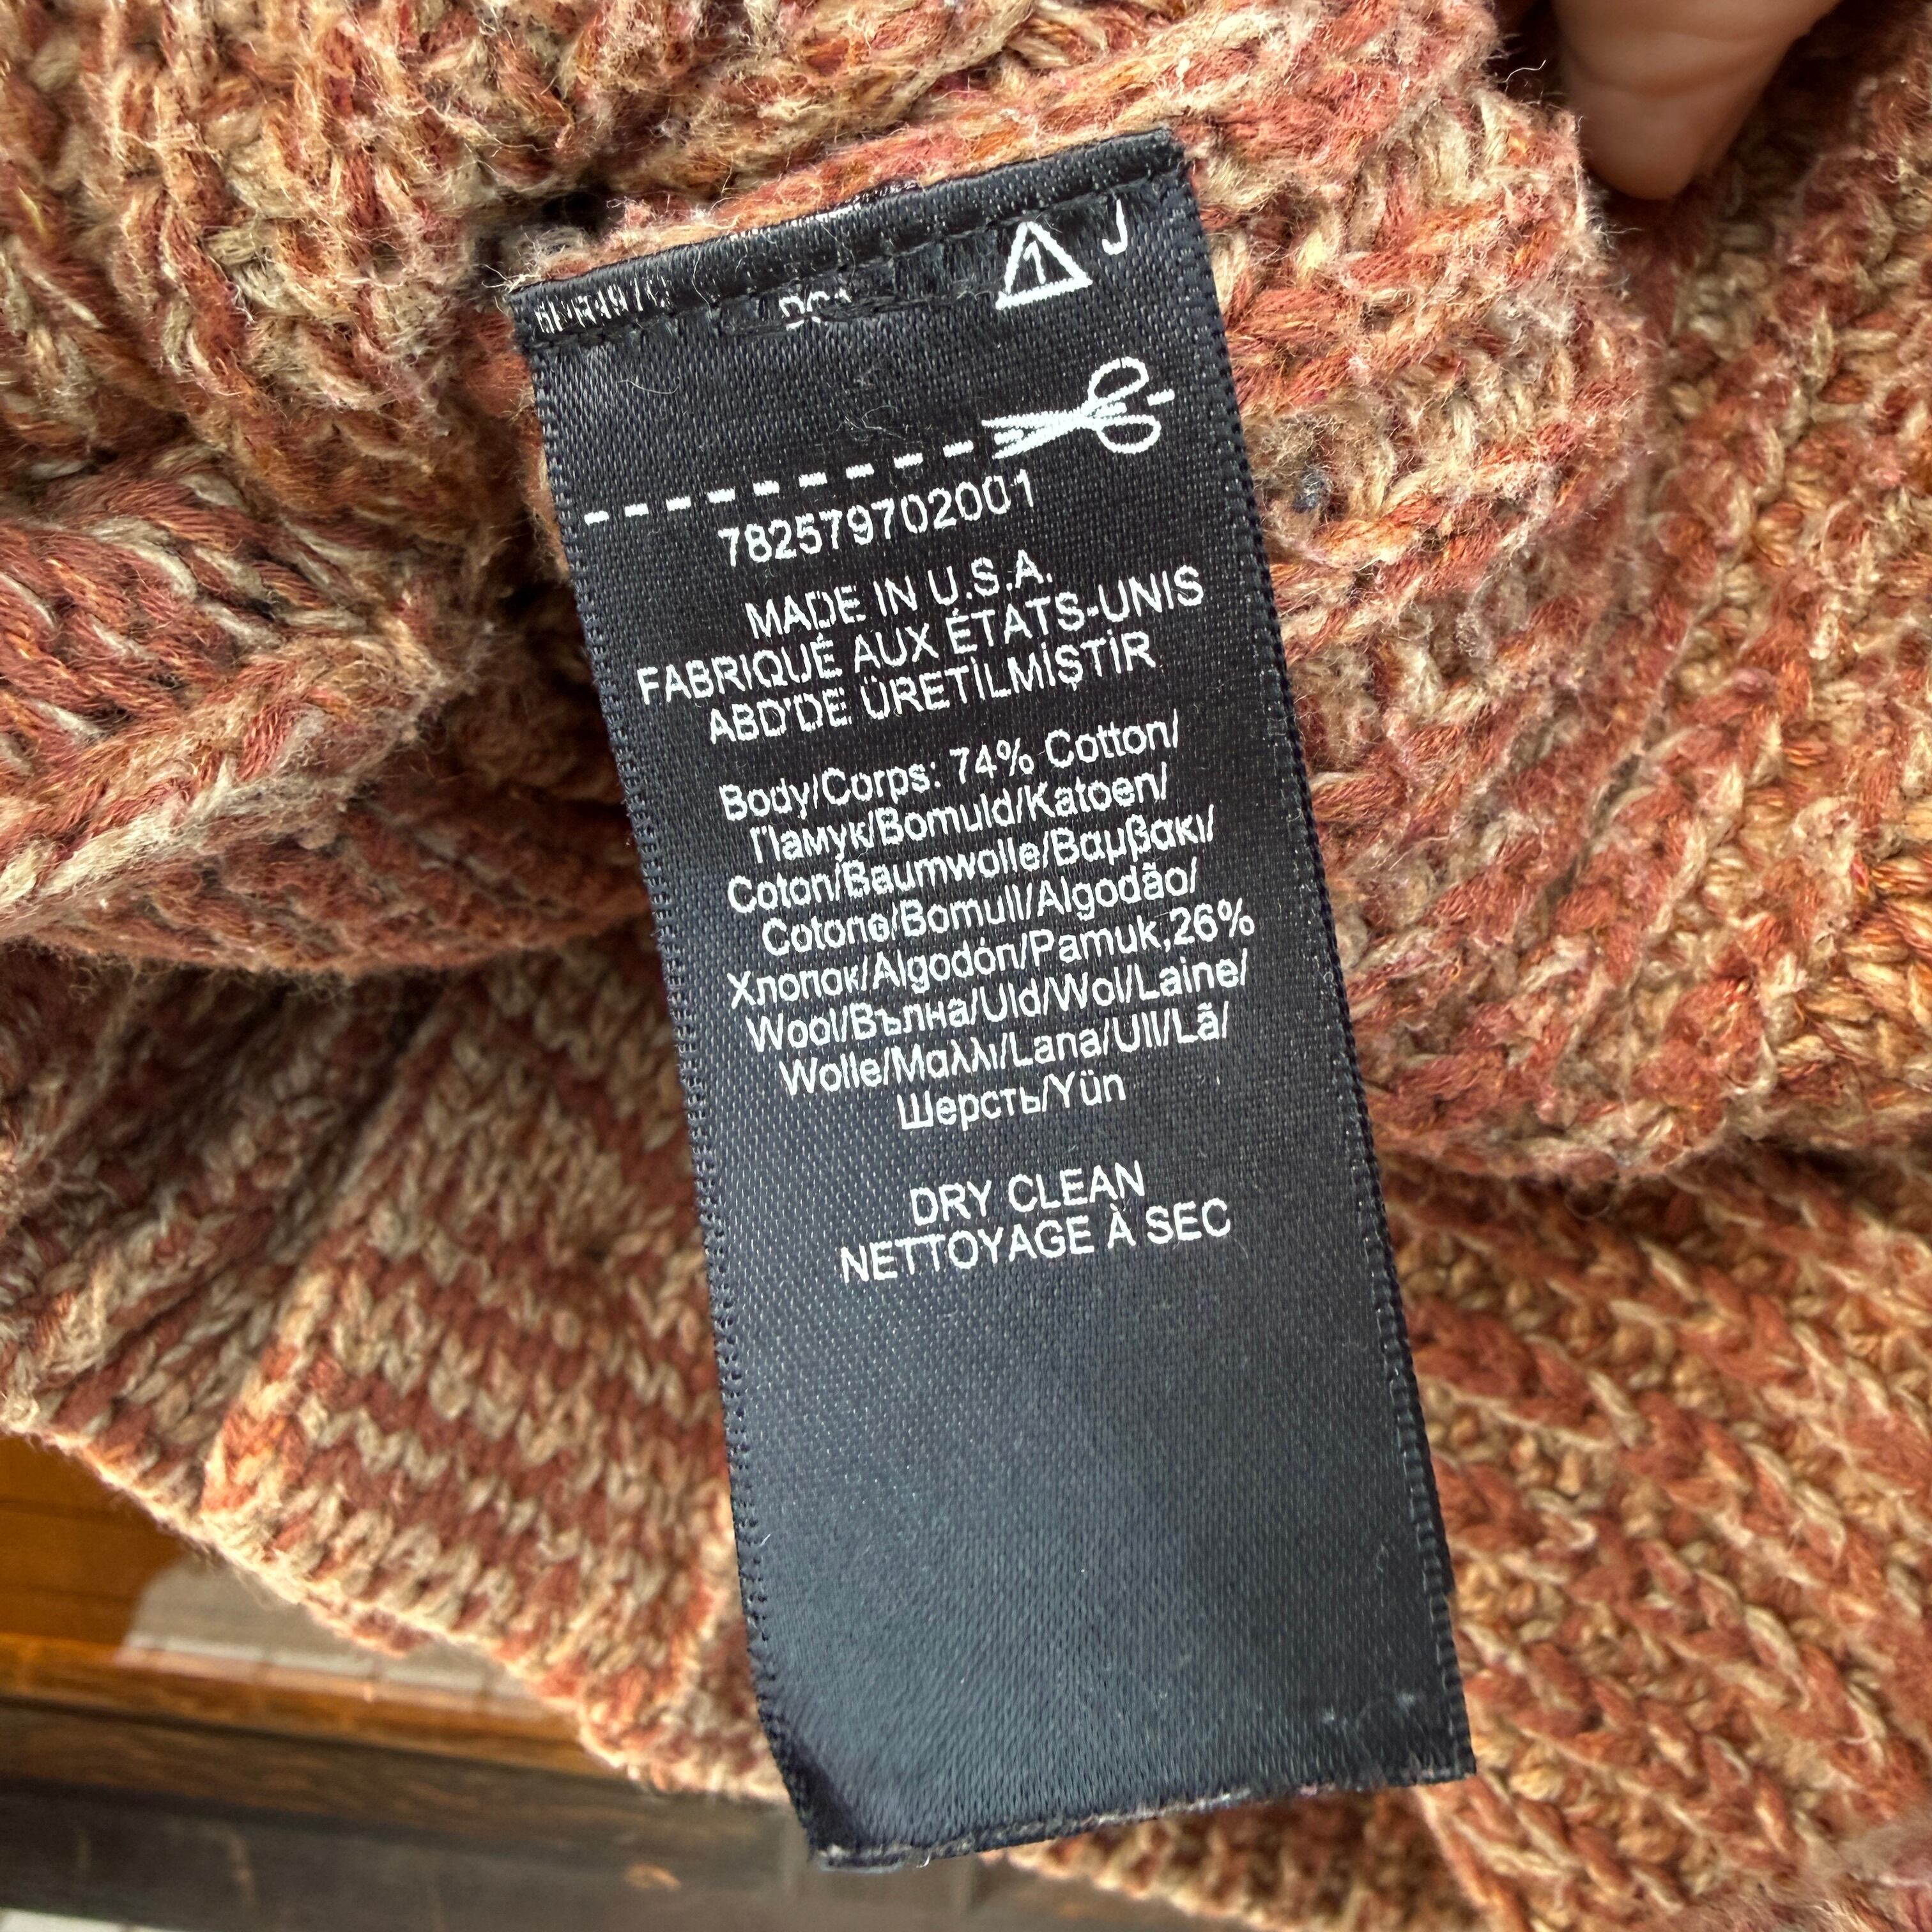 1 J
782579702001
MADE IN U.S.A.
FABRIQUÉ AUX ÉTATS-UNIS
ABD'DE ÜRETİLMİŞTİR
Body/Corps: 74% Cotton/
Памук/Bomuld/Katoen/
Coton/Baumwolle/Βαμβακι/
Cotone/Bomull/Algodão/
Хлопок/Algodón/Pamuk,26%
Wool/Вълна/Uld/Wol/Laine/
Wolle/Μαλλι/Lana/Ull/Lã/
Шерсть/Yün
DRY CLEAN
NETTOYAGE À SEC